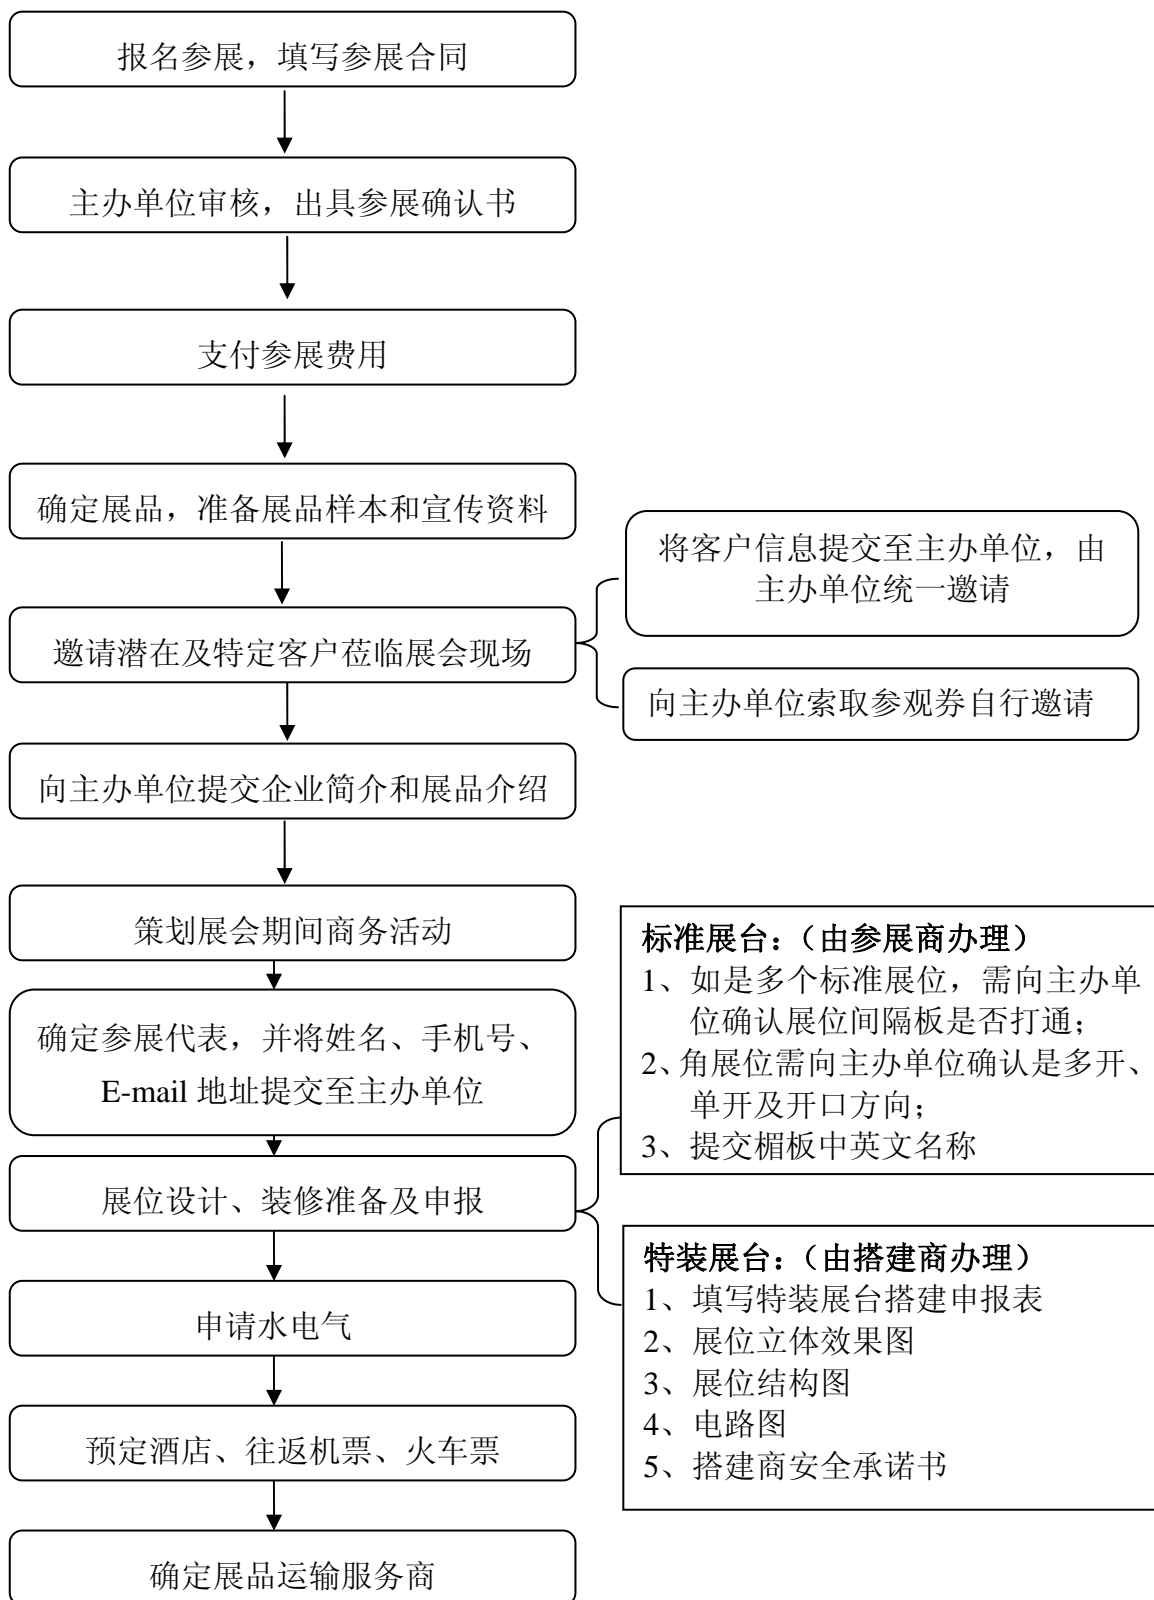 报名参展，填写参展合同
主办单位审核，出具参展确认书
支付参展费用
确定展品，准备展品样本和宣传资料
将客户信息提交至主办单位，由
主办单位统一邀请
邀请潜在及特定客户莅临展会现场
向主办单位索取参观券自行邀请
向主办单位提交企业简介和展品介绍
策划展会期间商务活动
确定参展代表，并将姓名、手机号、
E-mail 地址提交至主办单位
标准展台：（由参展商办理）
1、如是多个标准展位，需向主办单
位确认展位间隔板是否打通；
2、角展位需向主办单位确认是多开、
单开及开口方向；
3、提交楣板中英文名称
展位设计、装修准备及申报
特装展台：（由搭建商办理）
1、填写特装展台搭建申报表
2、展位立体效果图
3、展位结构图
4、电路图
5、搭建商安全承诺书
申请水电气
预定酒店、往返机票、火车票
确定展品运输服务商